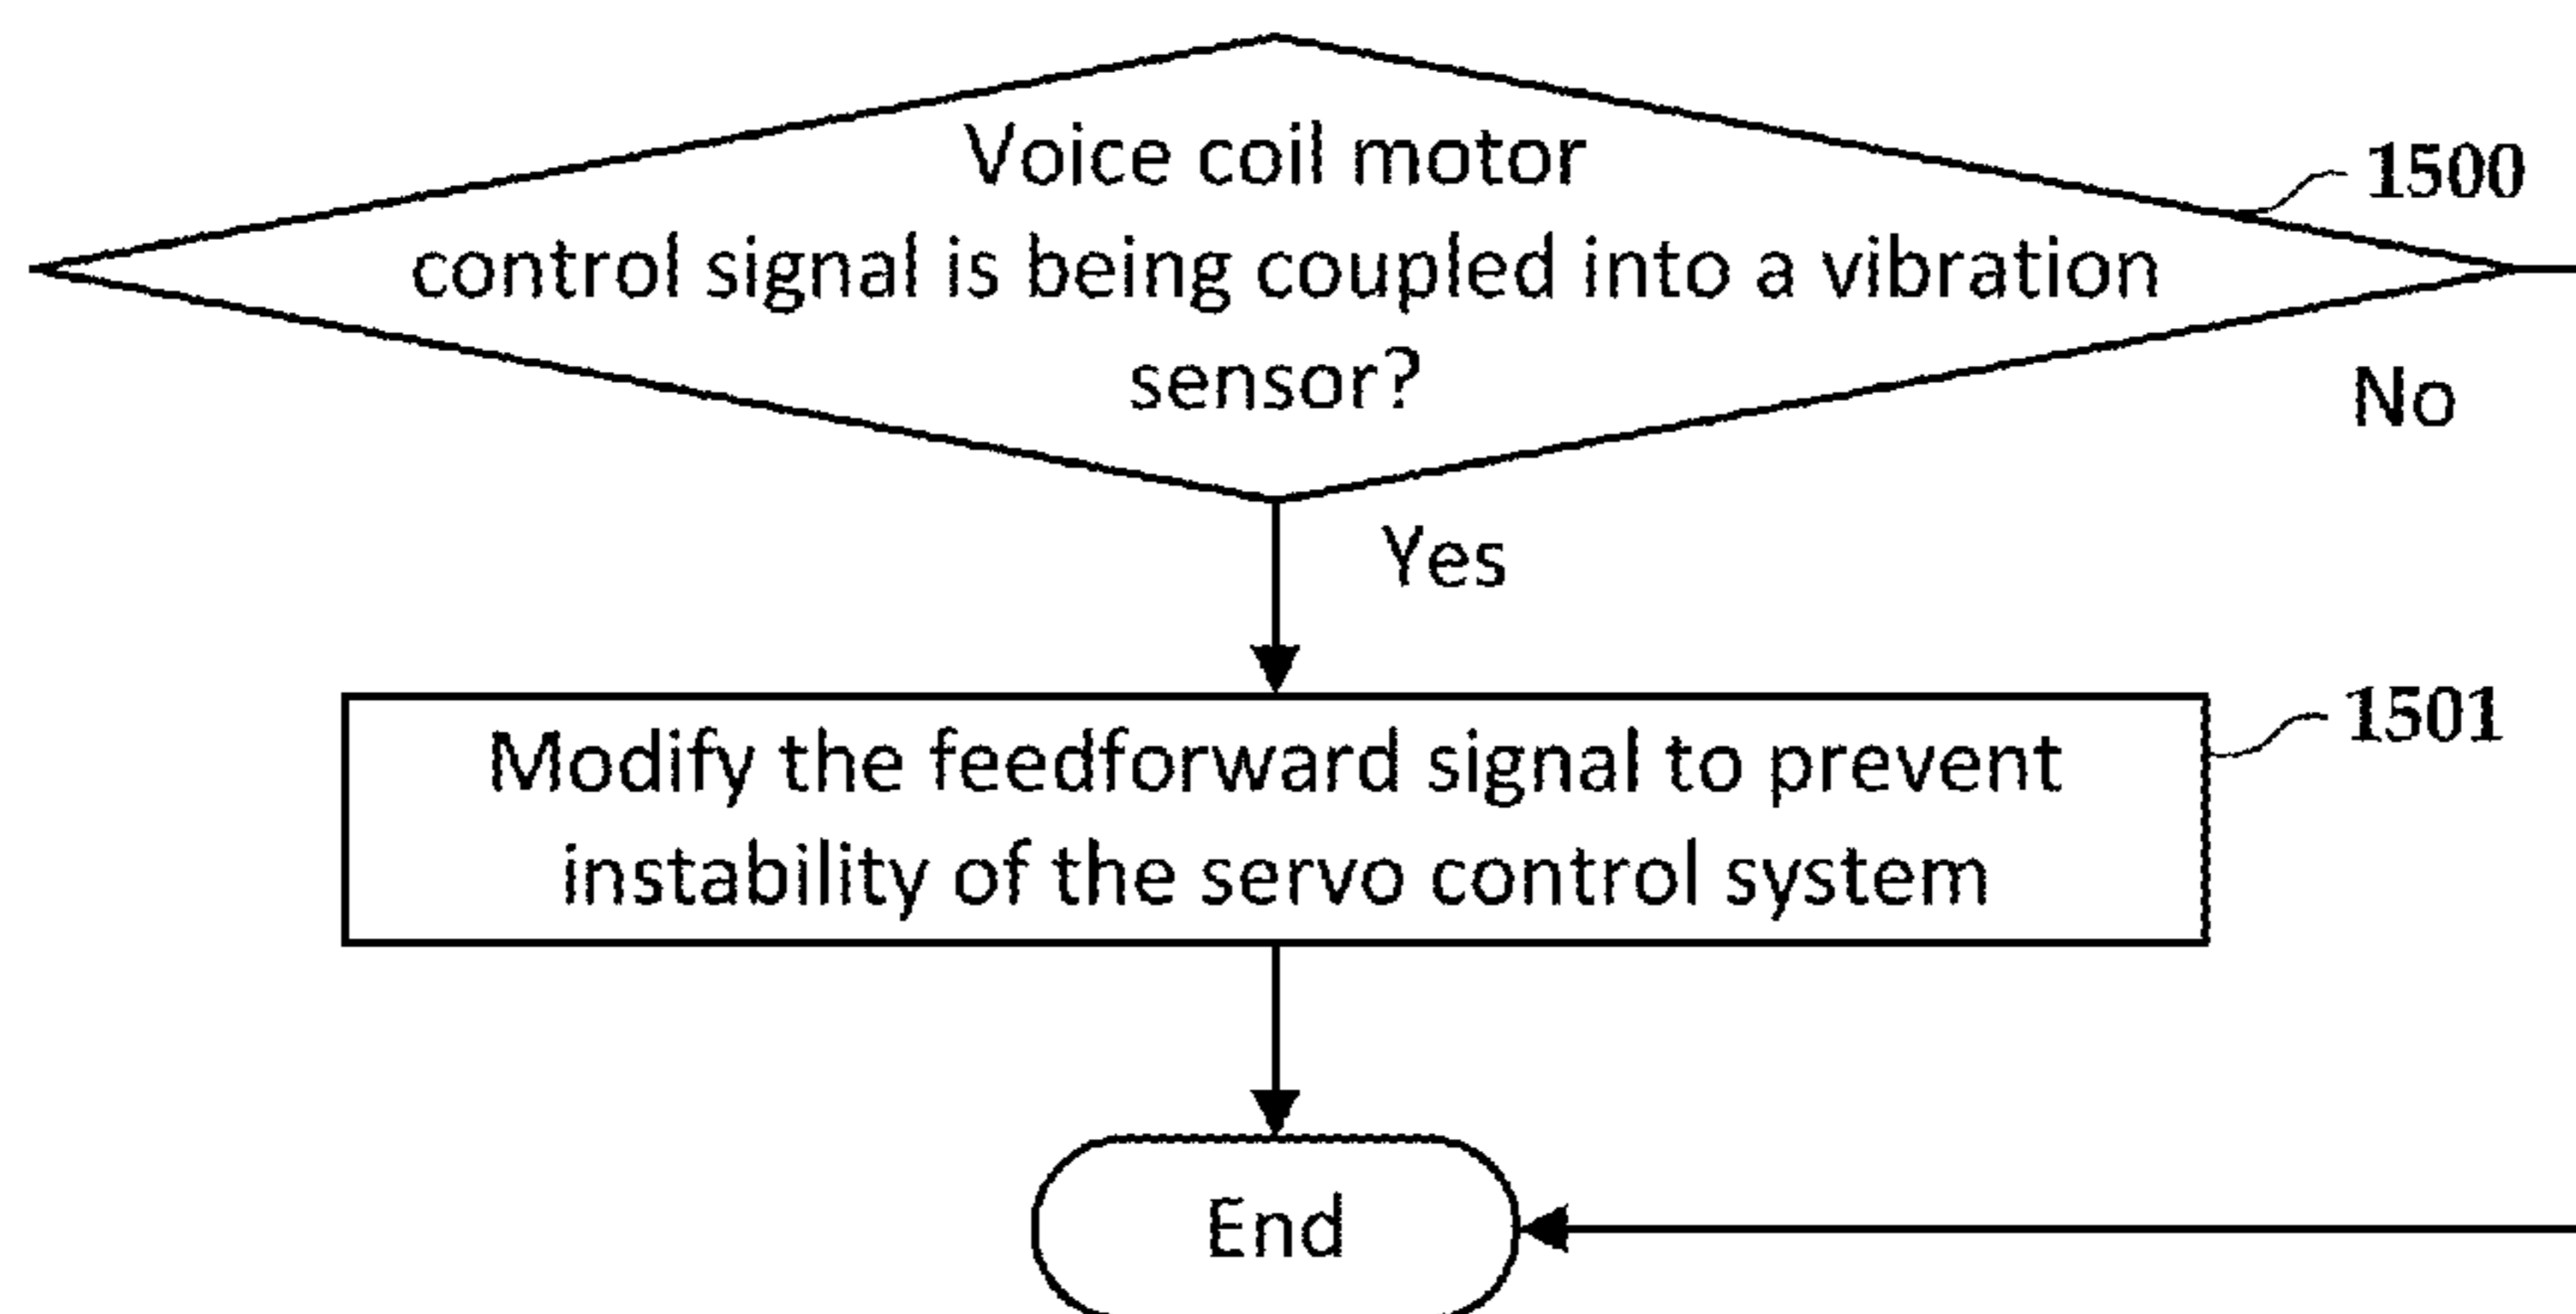 Voice coil motor
control signal is being coupled into a vibration
sensor?
1500
No
Yes
Modify the feedforward signal to prevent
instability of the servo control system
1501
End